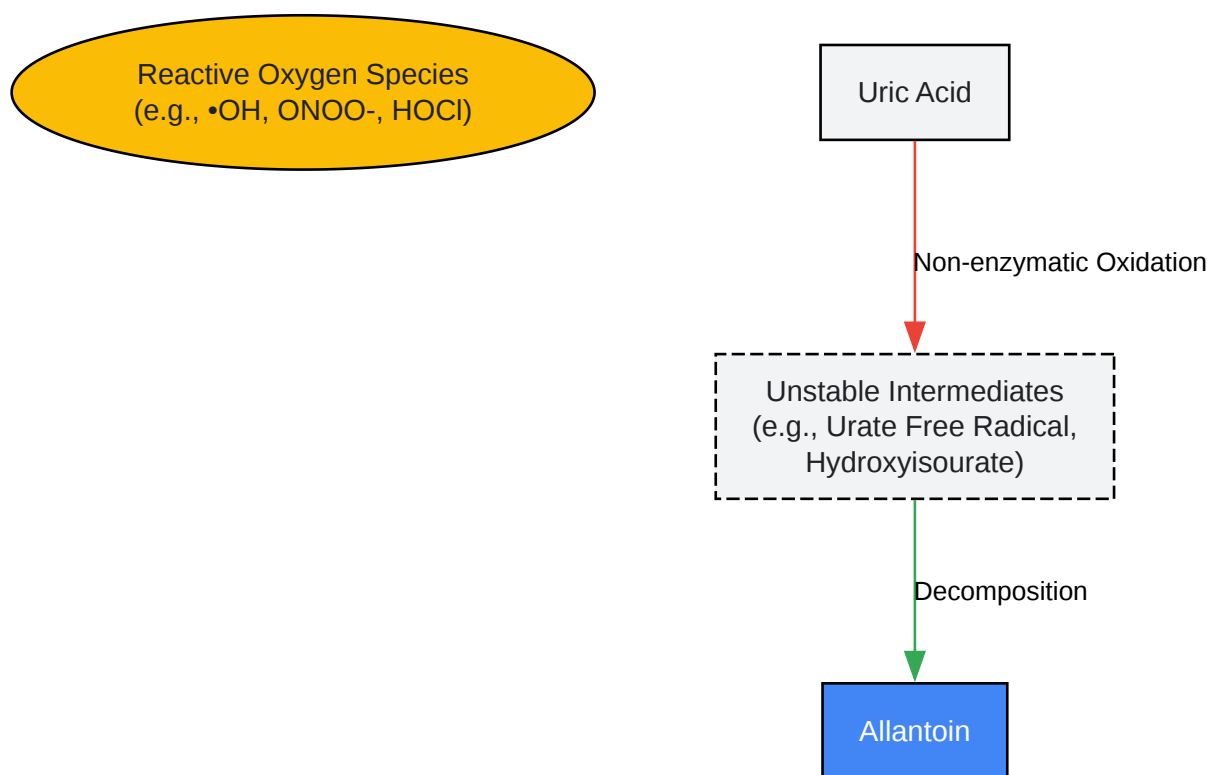 Reactive Oxygen Species
(e.g., •OH, ONOO-, HOCl)
Uric Acid
Non-enzymatic Oxidation
Unstable Intermediates
(e.g., Urate Free Radical,
Hydroxyisourate)
Decomposition
Allantoin